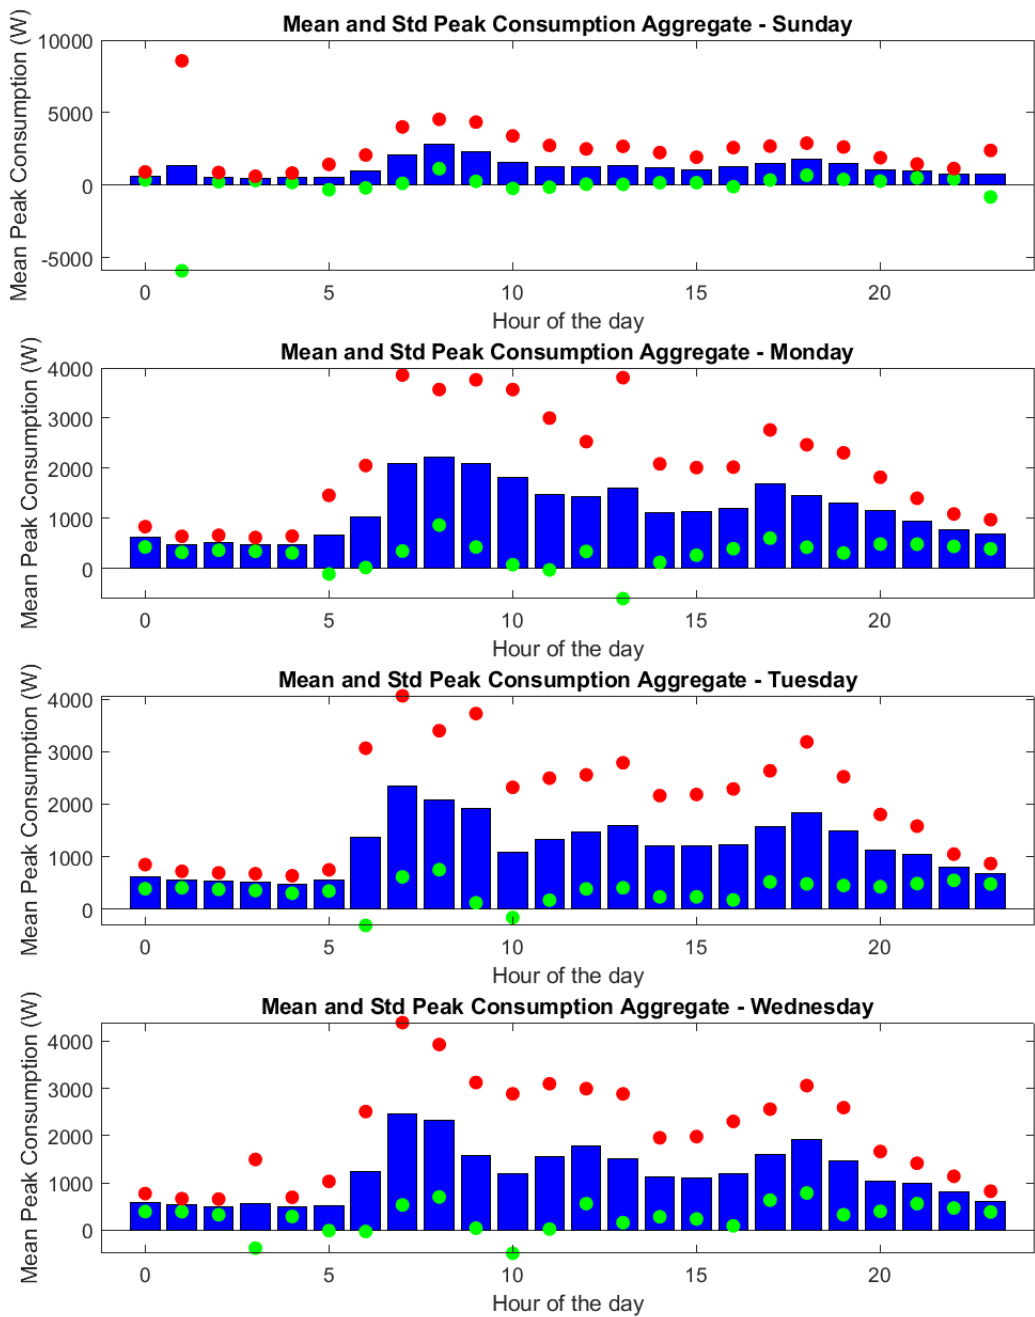 Mean and Std Peak Consumption Aggregate - Sunday
Mean Peak Consumption (W)
10000
5000
0
-5000
0 5 10 15 20
Hour of the day
Mean and Std Peak Consumption Aggregate - Monday
Mean Peak Consumption (W)
4000
3000
2000
1000
0
0 5 10 15 20
Hour of the day
Mean and Std Peak Consumption Aggregate - Tuesday
Mean Peak Consumption (W)
4000
3000
2000
1000
0
0 5 10 15 20
Hour of the day
Mean and Std Peak Consumption Aggregate - Wednesday
Mean Peak Consumption (W)
4000
3000
2000
1000
0
0 5 10 15 20
Hour of the day